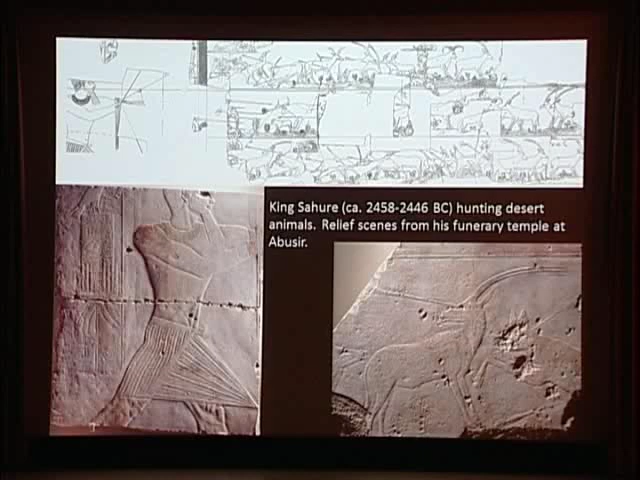 King Sahure (ca. 2458-2446 BC) hunting desert
animals. Relief scenes from his funerary temple at
Abusir.